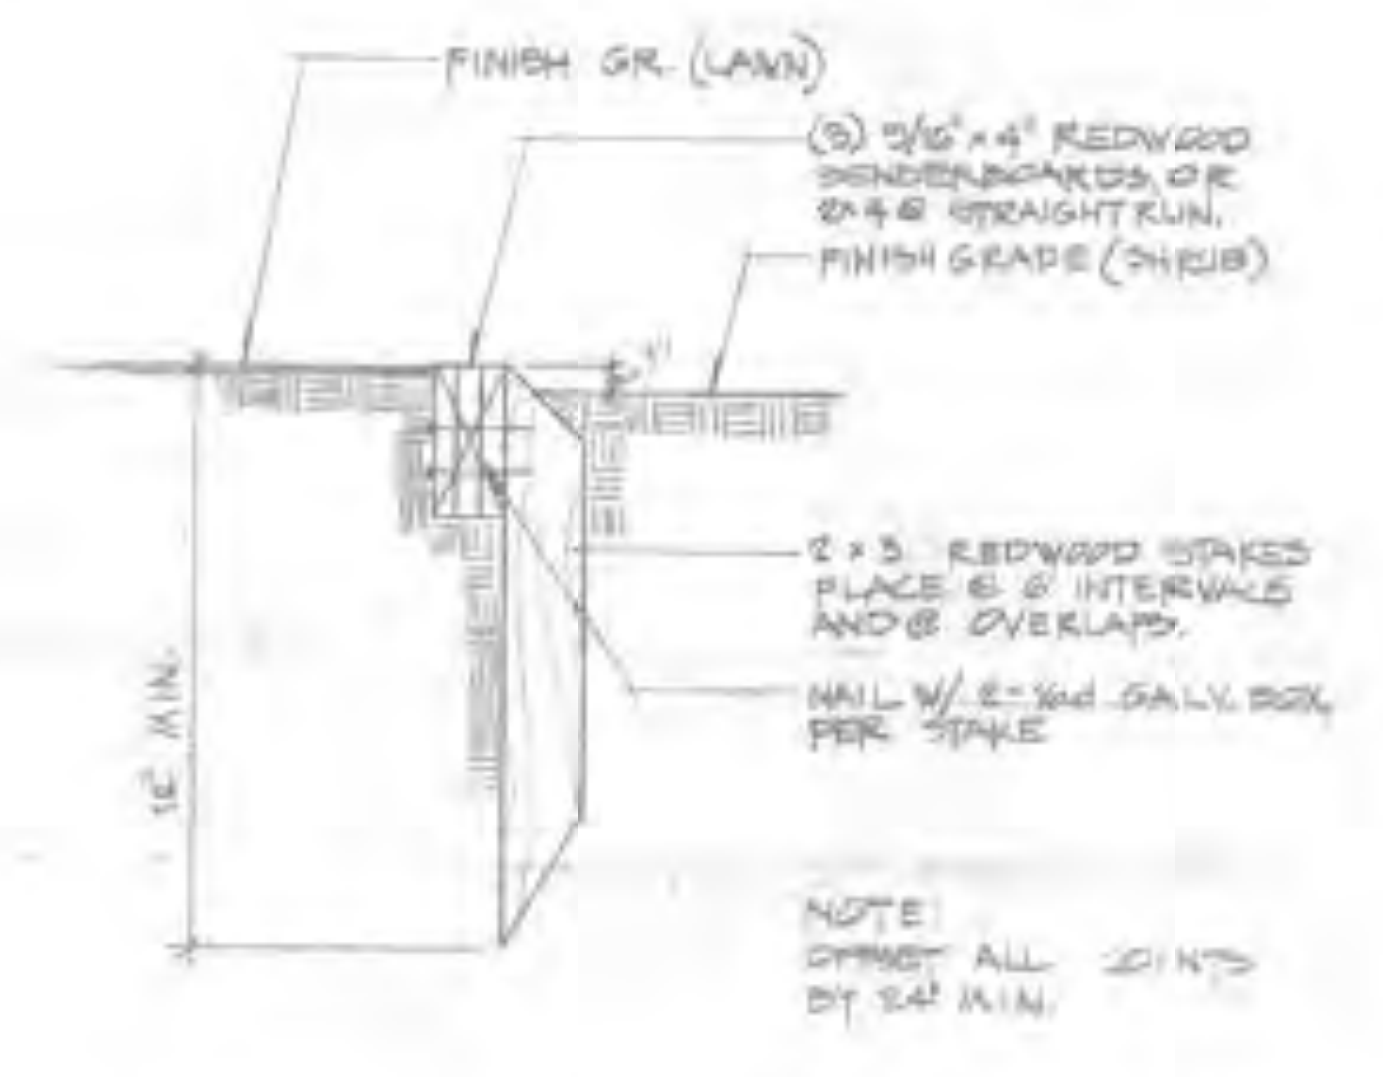 FINISH GR. (LAWN)
(3) 5/16" x 4" REDWOOD
BENDERBOARDS, OR
2x4 @ STRAIGHT RUN.
FINISH GRADE (SHRUB)
1"
2 x 3 REDWOOD STAKES
PLACE @ 6' INTERVALS
AND @ OVERLAPS.
NAIL W/ 2- GALV. BOX,
PER STAKE
MIN.
NOTE:
OFFSET ALL JOINTS
BY 24" MIN.